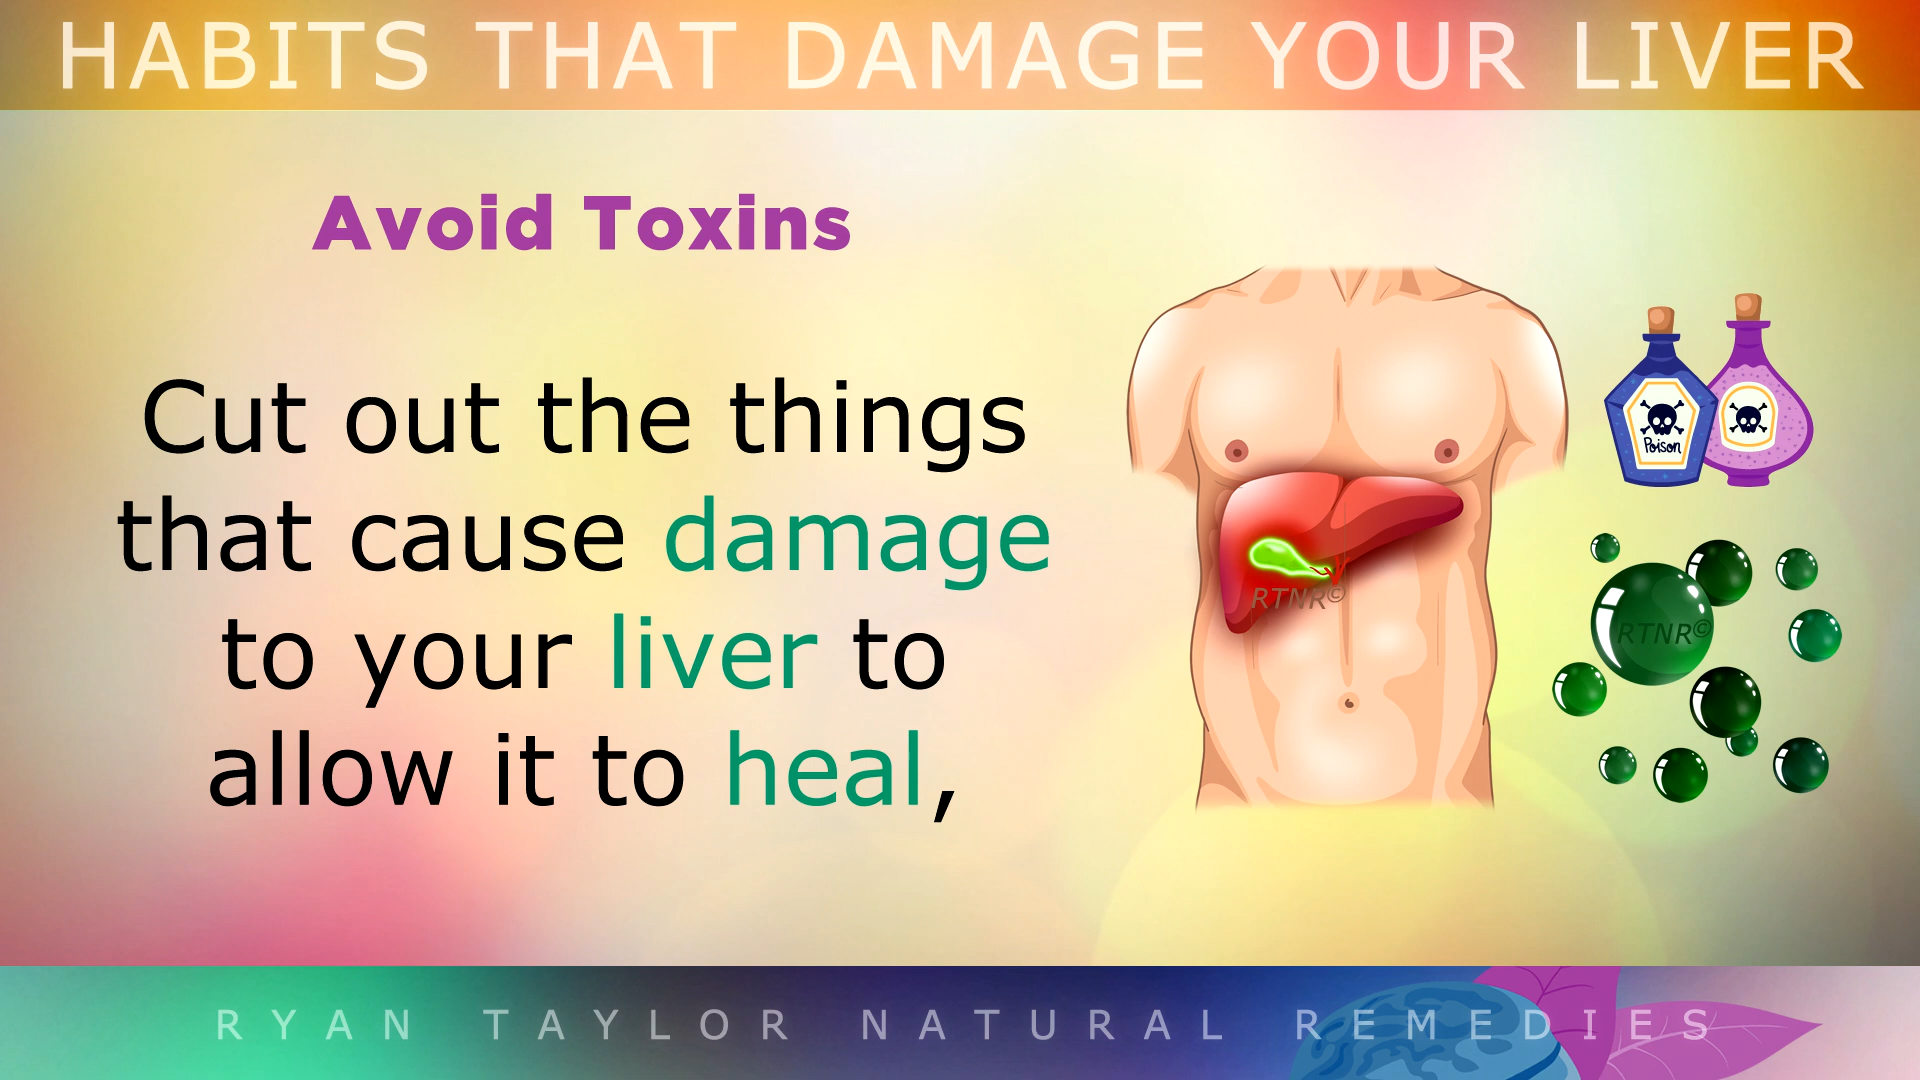 HABITS THAT DAMAGE YOUR LIVER
Avoid Toxins
Cut out the things
that cause damage
to your liver to
allow it to heal,
Poison
RTNR©
RTNR©
RYAN TAYLOR NATURAL REMEDIES